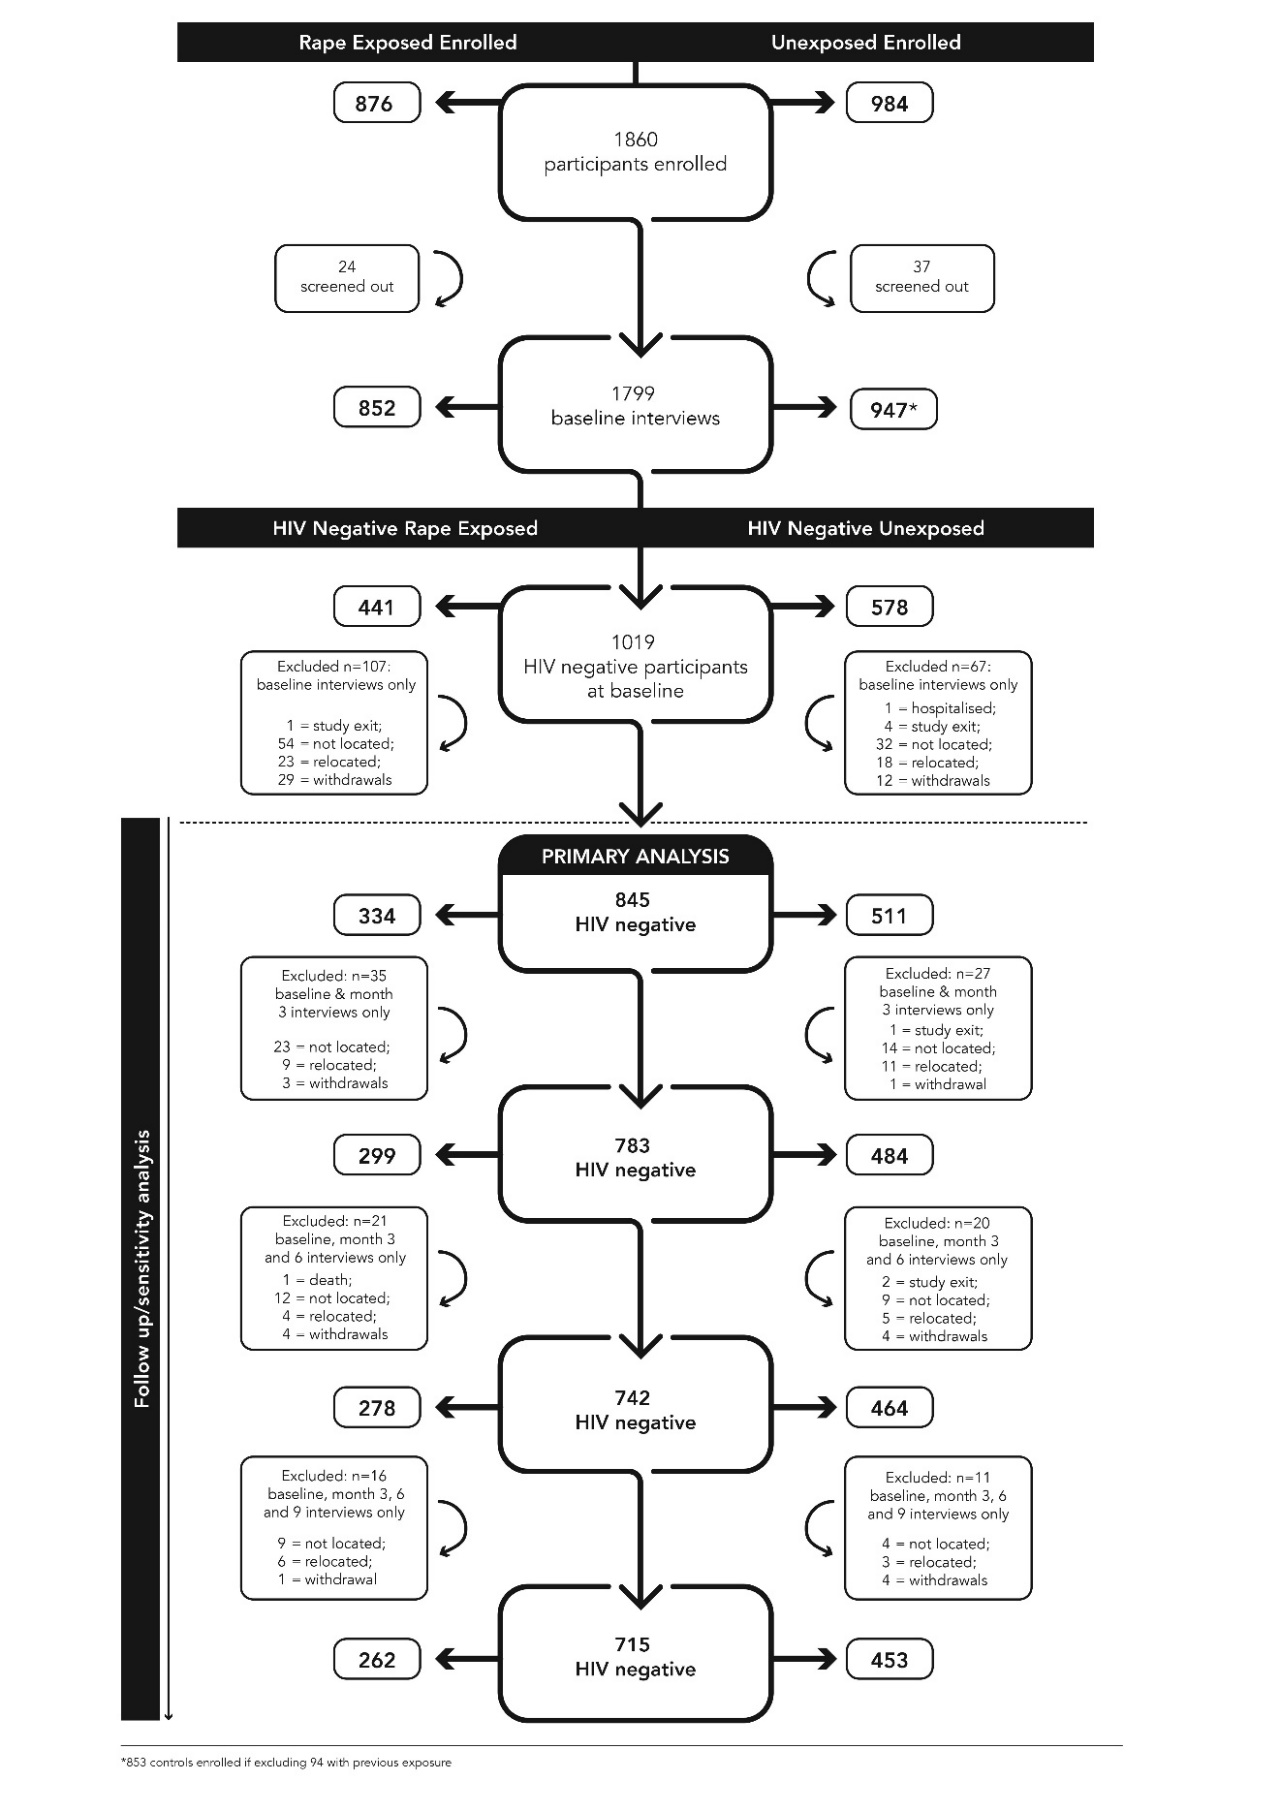 Rape Exposed Enrolled
Unexposed Enrolled
876
1860
participants enrolled
984
24
screened out
37
screened out
852
1799
baseline interviews
947*
HIV Negative Rape Exposed
HIV Negative Unexposed
441
1019
HIV negative participants
at baseline
578
Excluded n=107:
baseline interviews only
1 = study exit;
54 = not located;
23 = relocated;
29 = withdrawals
Excluded n=67:
baseline interviews only
1 = hospitalised;
4 = study exit;
32 = not located;
18 = relocated;
12 = withdrawals
Follow up/sensitivity analysis
PRIMARY ANALYSIS
334
845
HIV negative
511
Excluded: n=35
baseline & month
3 interviews only
23 = not located;
9 = relocated;
3 = withdrawals
Excluded: n=27
baseline & month
3 interviews only
1 = study exit;
14 = not located;
11 = relocated;
1 = withdrawal
299
783
HIV negative
484
Excluded: n=21
baseline, month 3
and 6 interviews only
1 = death;
12 = not located;
4 = relocated;
4 = withdrawals
Excluded: n=20
baseline, month 3
and 6 interviews only
2 = study exit;
9 = not located;
5 = relocated;
4 = withdrawals
278
742
HIV negative
464
Excluded: n=16
baseline, month 3, 6
and 9 interviews only
9 = not located;
6 = relocated;
1 = withdrawal
Excluded: n=11
baseline, month 3, 6
and 9 interviews only
4 = not located;
3 = relocated;
4 = withdrawals
262
715
HIV negative
453
*853 controls enrolled if excluding 94 with previous exposure